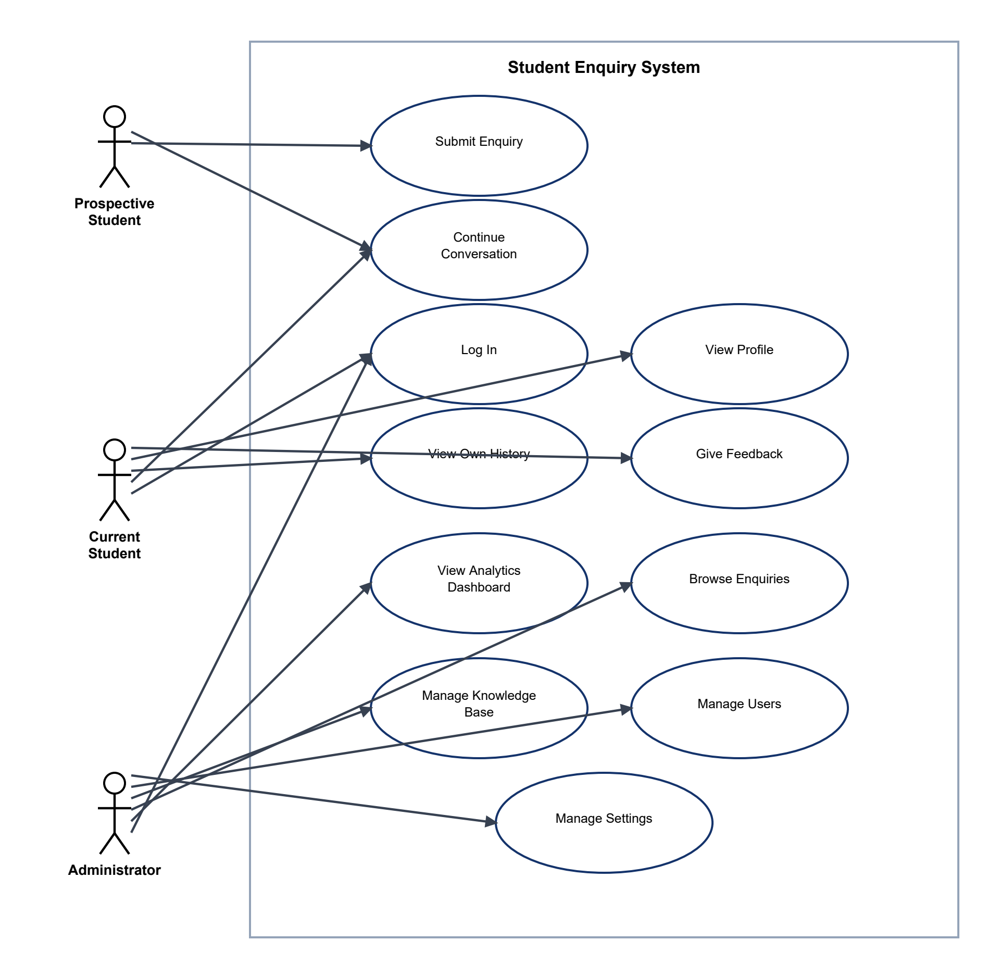 Student Enquiry System
Prospective
Student
Submit Enquiry
Continue
Conversation
Log In
View Profile
Current
Student
View Own History
Give Feedback
View Analytics
Dashboard
Browse Enquiries
Manage Knowledge
Base
Manage Users
Administrator
Manage Settings